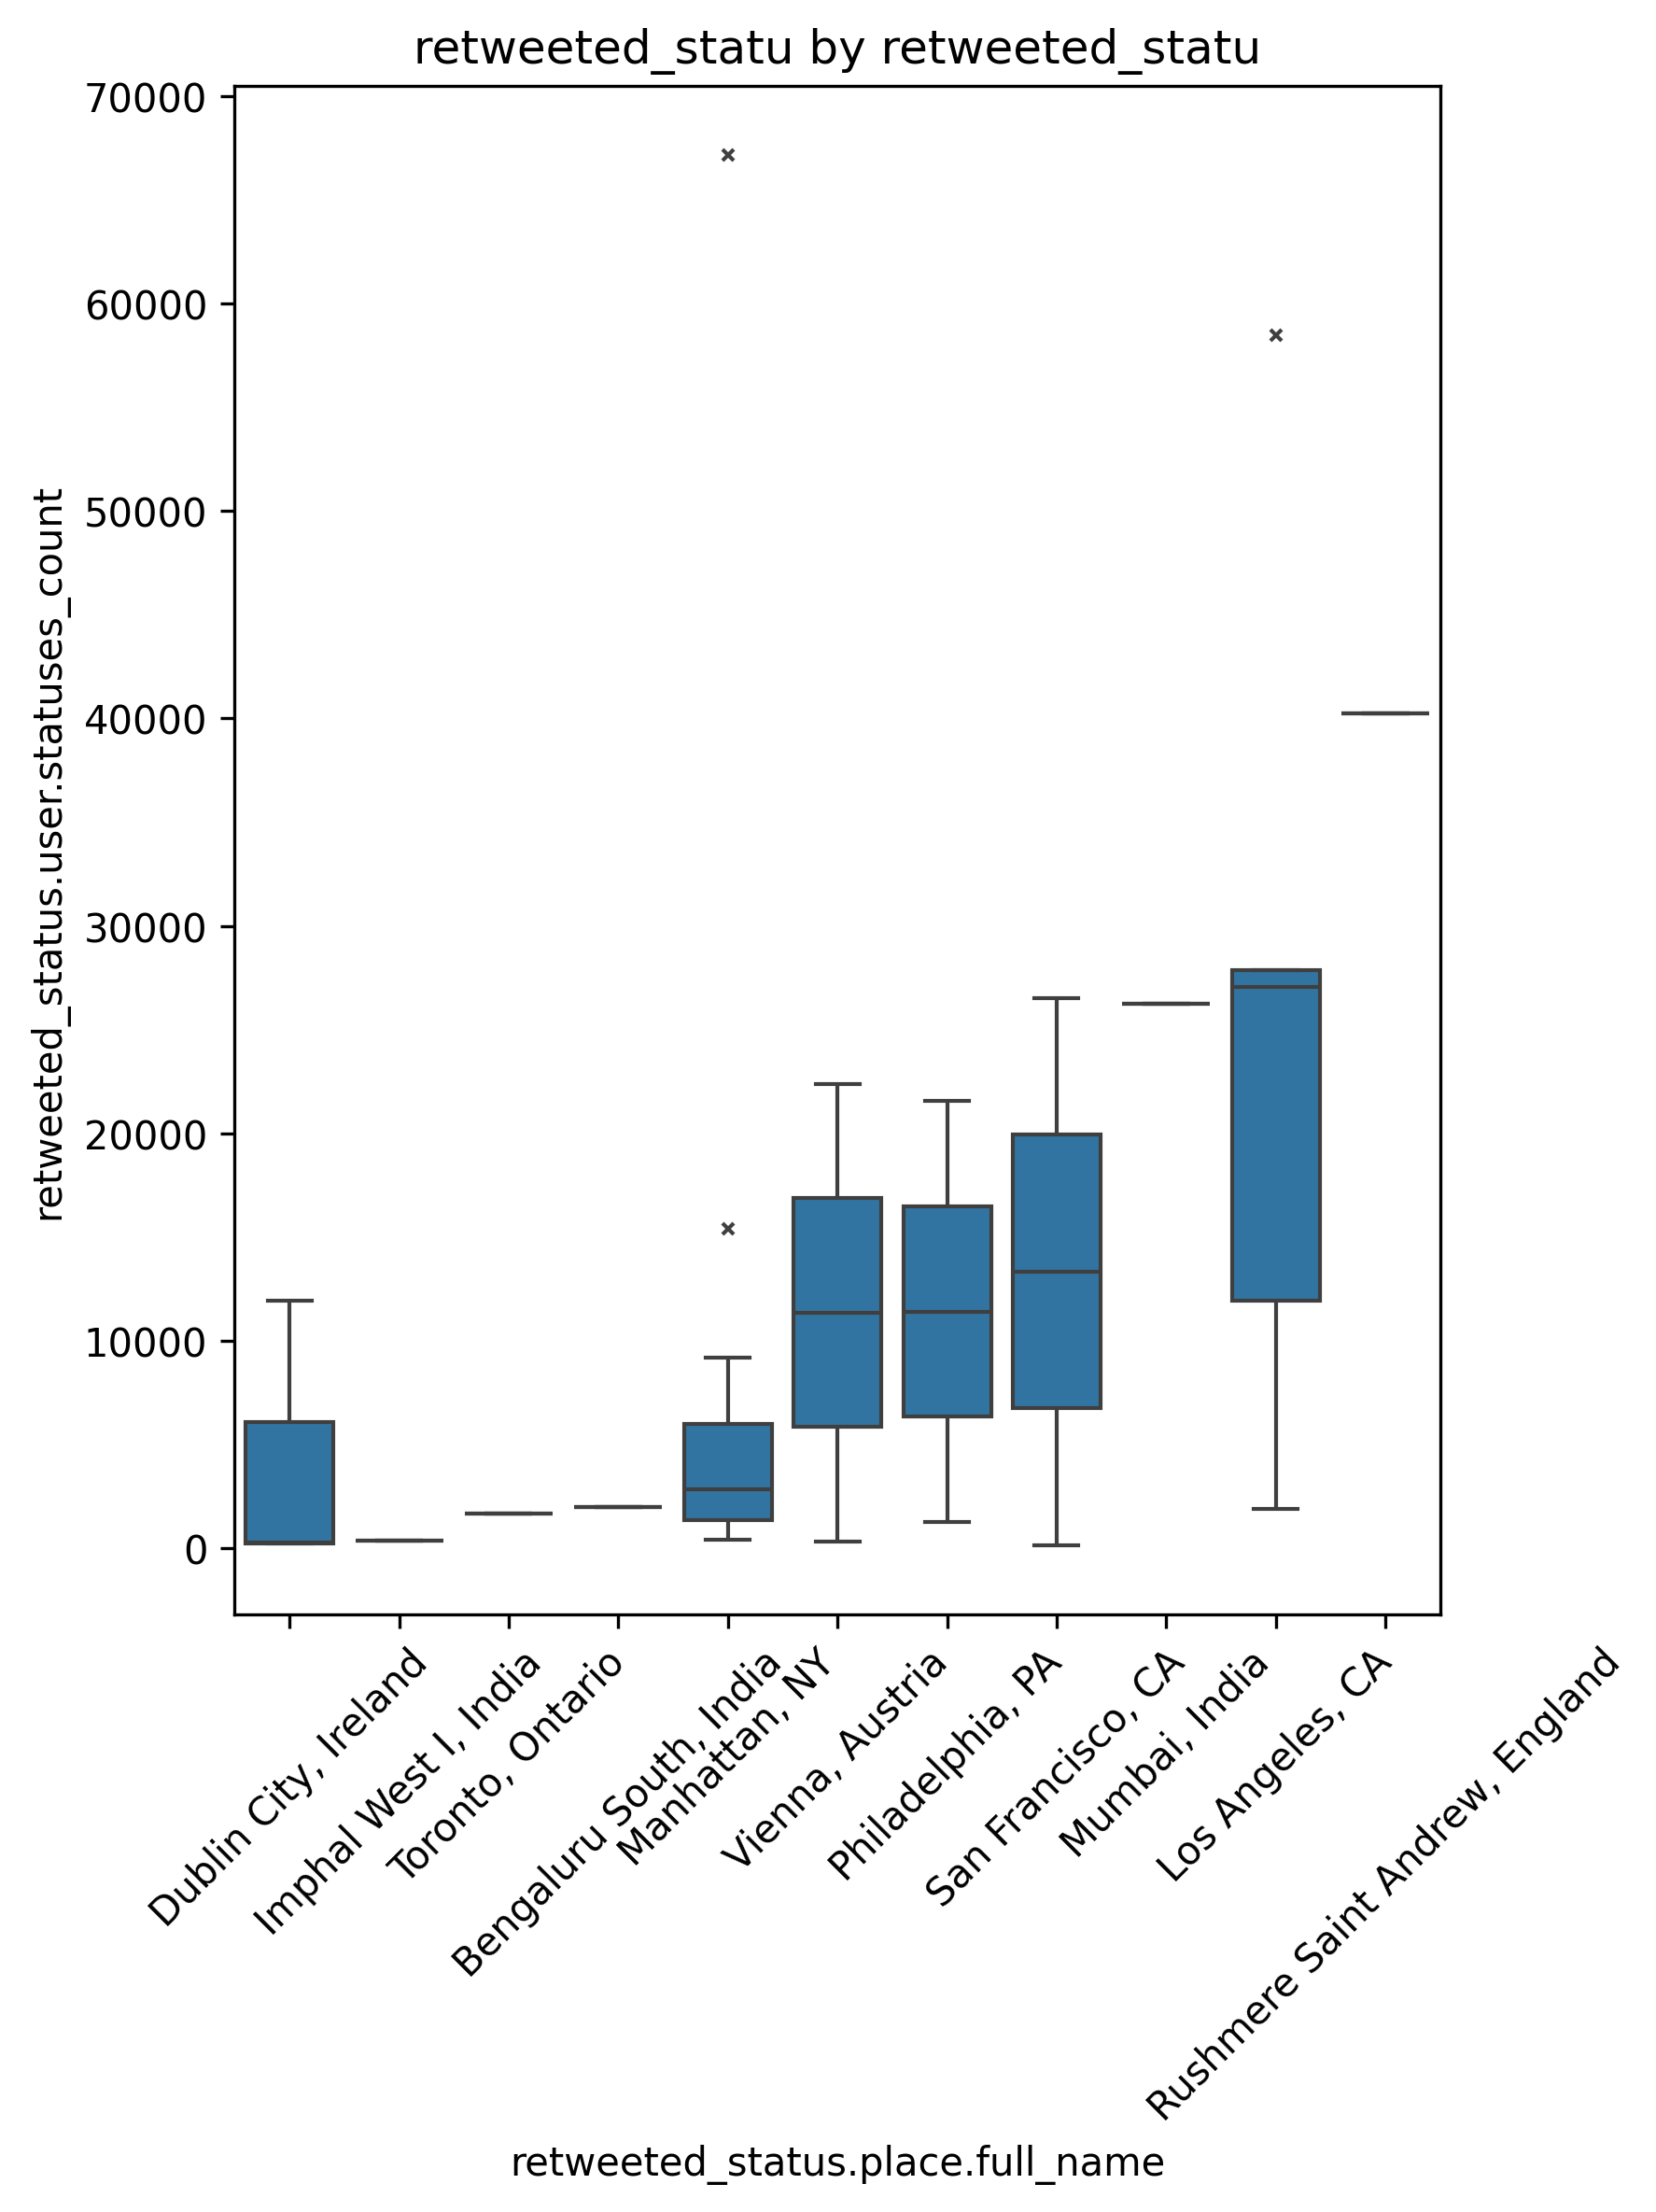 retweeted_statu by retweeted_statu
retweeted_status.user.statuses_count
70000
60000
50000
40000
30000
20000
10000
0
Dublin City, Ireland
Imphal West I, India
Toronto, Ontario
Bengaluru South, India
Manhattan, NY
Vienna, Austria
Philadelphia, PA
San Francisco, CA
Mumbai, India
Los Angeles, CA
Rushmere Saint Andrew, England
retweeted_status.place.full_name